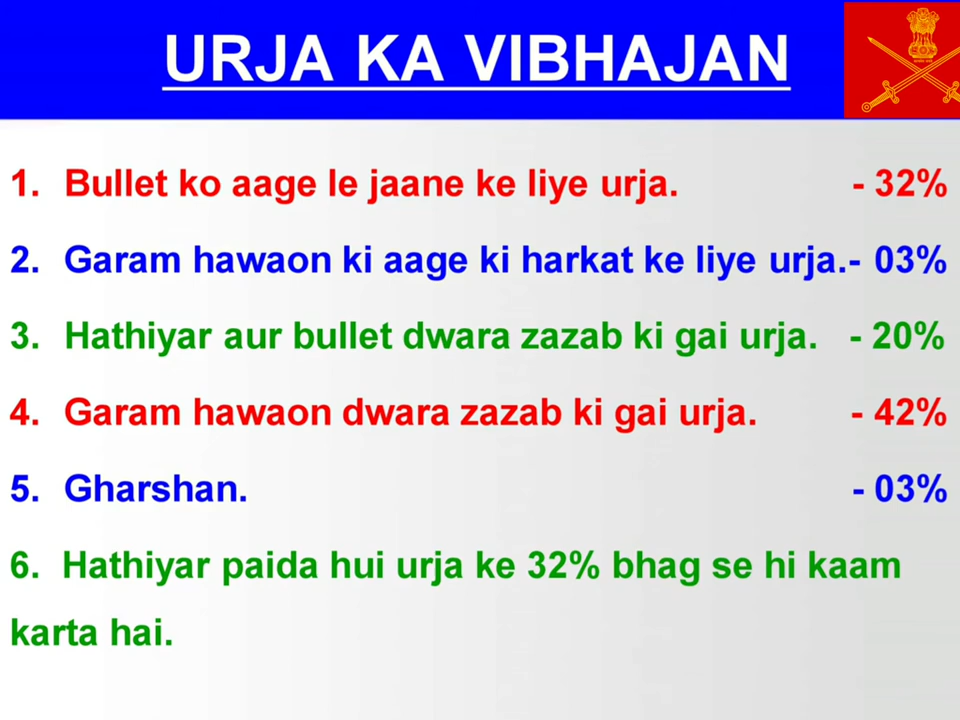 URJA KA VIBHAJAN
1. Bullet ko aage le jaane ke liye urja. - 32%
2. Garam hawaon ki aage ki harkat ke liye urja.- 03%
3. Hathiyar aur bullet dwara zazab ki gai urja. - 20%
4. Garam hawaon dwara zazab ki gai urja. - 42%
5. Gharshan. - 03%
6. Hathiyar paida hui urja ke 32% bhag se hi kaam
karta hai.